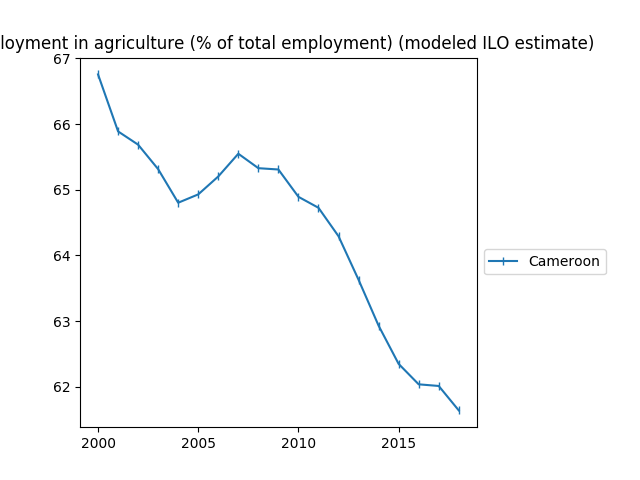 loyment in agriculture (% of total employment) (modeled ILO estimate)
67
66
65
64
63
62
2000 2005 2010 2015
Cameroon